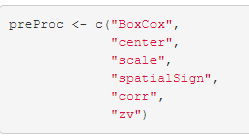 preProc <- c("BoxCox",
"center",
"scale",
"spatialSign",
"corr",
"zv")